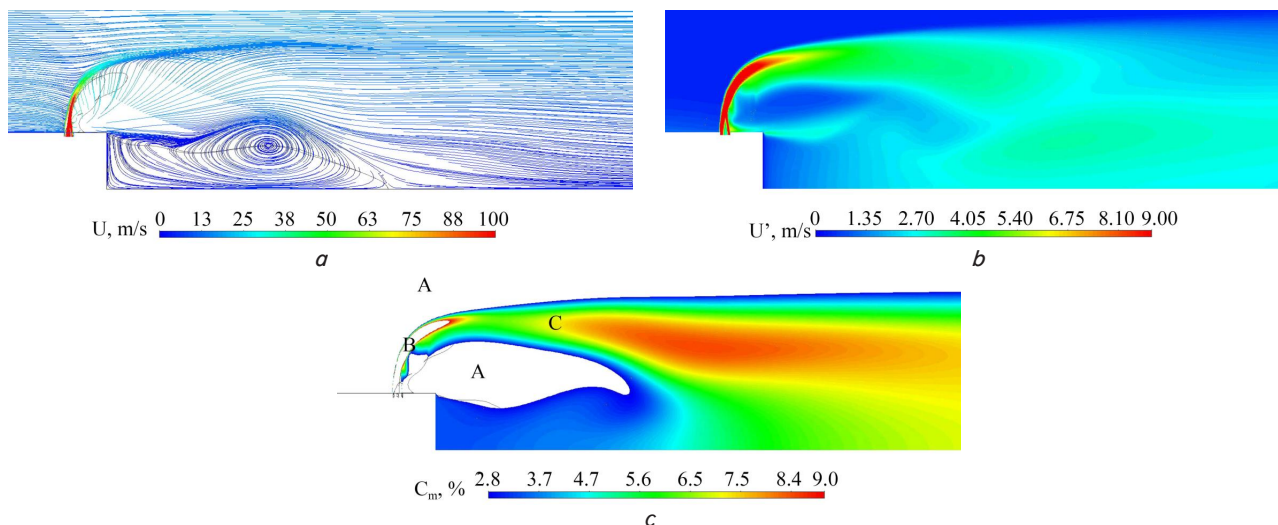 U, m/s 0 13 25 38 50 63 75 88 100
a
U’, m/s 0 1.35 2.70 4.05 5.40 6.75 8.10 9.00
b
A
B
C
A
Cm, % 2.8 3.7 4.7 5.6 6.5 7.5 8.4 9.0
c